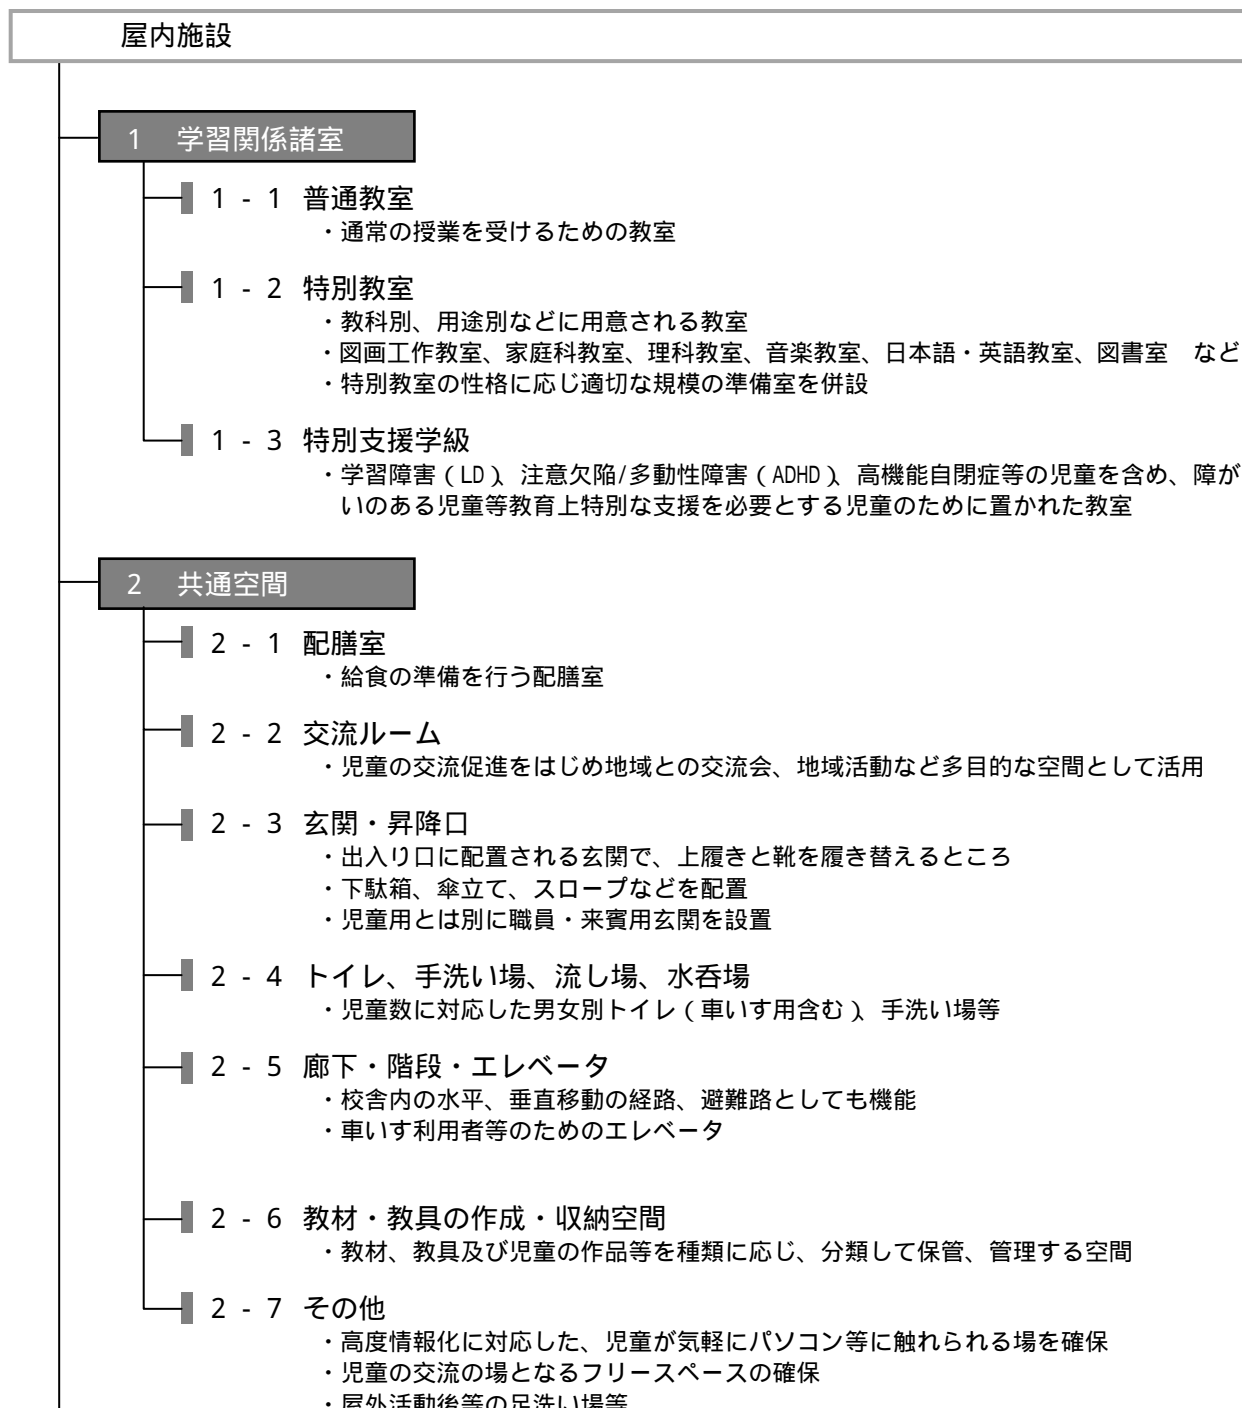 屋内施設
1 学習関係諸室
1 - 1 普通教室
・通常の授業を受けるための教室
1 - 2 特別教室
・教科別、用途別などに用意される教室
・図画工作教室、家庭科教室、理科教室、音楽教室、日本語・英語教室、図書室　など
・特別教室の性格に応じ適切な規模の準備室を併設
1 - 3 特別支援学級
・学習障害（LD）、注意欠陥/多動性障害（ADHD）、高機能自閉症等の児童を含め、障が
いのある児童等教育上特別な支援を必要とする児童のために置かれた教室
2 共通空間
2 - 1 配膳室
・給食の準備を行う配膳室
2 - 2 交流ルーム
・児童の交流促進をはじめ地域との交流会、地域活動など多目的な空間として活用
2 - 3 玄関・昇降口
・出入り口に配置される玄関で、上履きと靴を履き替えるところ
・下駄箱、傘立て、スロープなどを配置
・児童用とは別に職員・来賓用玄関を設置
2 - 4 トイレ、手洗い場、流し場、水呑場
・児童数に対応した男女別トイレ（車いす用含む）、手洗い場等
2 - 5 廊下・階段・エレベータ
・校舎内の水平、垂直移動の経路、避難路としても機能
・車いす利用者等のためのエレベータ
2 - 6 教材・教具の作成・収納空間
・教材、教具及び児童の作品等を種類に応じ、分類して保管、管理する空間
2 - 7 その他
・高度情報化に対応した、児童が気軽にパソコン等に触れられる場を確保
・児童の交流の場となるフリースペースの確保
・屋外活動後等の足洗い場等